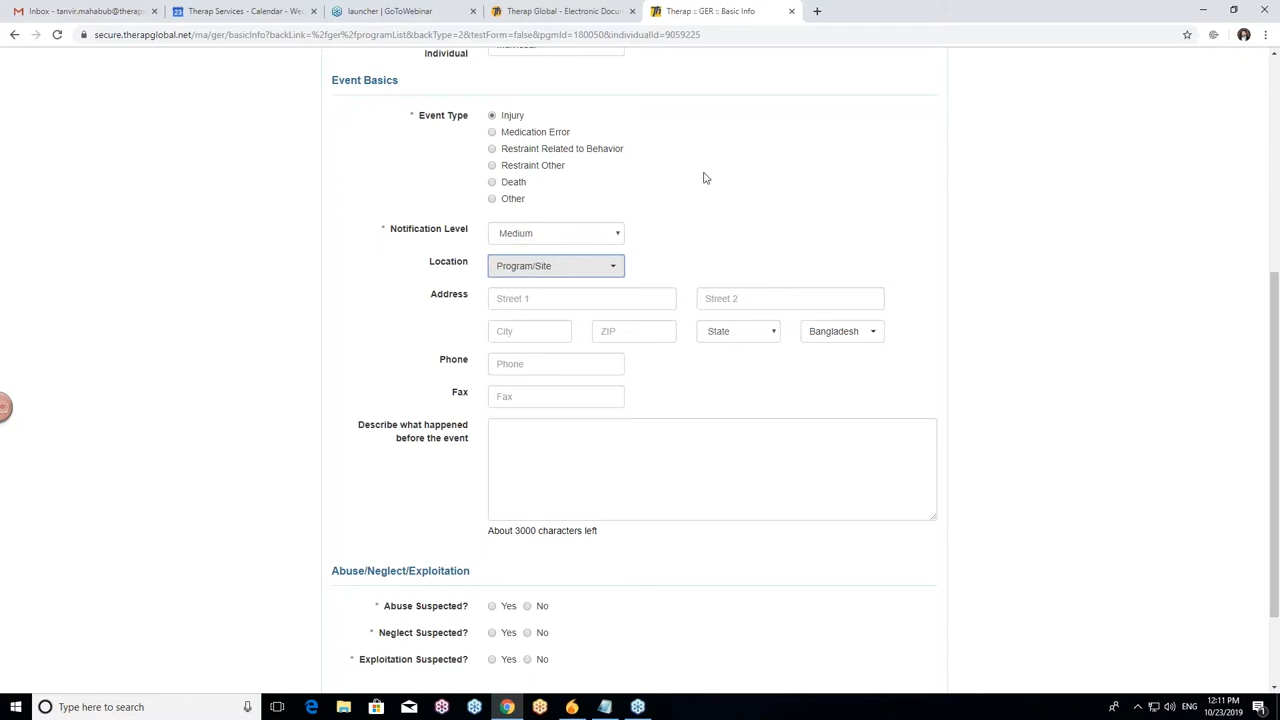 Inbox - tanvir.mahabub@therap
Therap Services - Calendar - We
launcher | GoToWebinar
Therap Global - Electronic Docum
Therap :: GER :: Basic Info
secure.therapglobal.net/ma/ger/basicInfo?backLink=%2fger%2fprogramList&backType=2&testForm=false&pgmId=180050&individualId=9059225
Individual
Event Basics
* Event Type
Injury
Medication Error
Restraint Related to Behavior
Restraint Other
Death
Other
* Notification Level
Medium
Location
Program/Site
Address
Street 1
Street 2
City
ZIP
State
Bangladesh
Phone
Phone
Fax
Fax
Describe what happened
before the event
About 3000 characters left
Abuse/Neglect/Exploitation
* Abuse Suspected? Yes No
* Neglect Suspected? Yes No
* Exploitation Suspected? Yes No
Type here to search
12:11 PM
10/23/2019